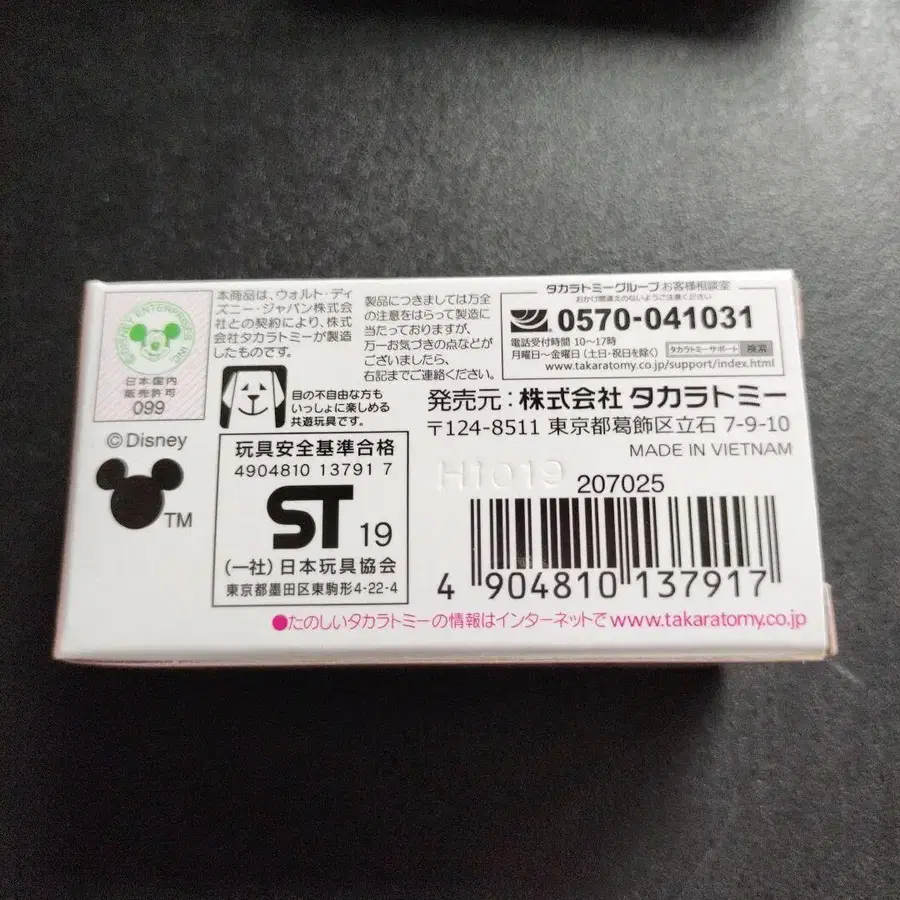 ©DISNEY ENTERPRISES INC.
日本国内
販売許可
099
本商品は、ウォルト・ディ
ズニー・ジャパン株式会
社との契約により、株式
会社タカラトミーが製造
したものです。
製品につきましては万全
の注意をはらって製造に
当たっておりますが、
万一お気づきの点などが
ございましたら、
右記までご連絡ください。
タカラトミーグループ お客様相談室
おかけ間違えのないようご注意ください
0570-041031
電話受付時間 10〜17時
月曜日〜金曜日 (土日・祝日を除く)
タカラトミーサポート 検索
www.takaratomy.co.jp/support/index.html
目の不自由な方も
いっしょに楽しめる
共遊玩具です。
発売元：株式会社 タカラトミー
〒124-8511 東京都葛飾区立石 7-9-10
MADE IN VIETNAM
©Disney
TM
玩具安全基準合格
4904810 13791 7
ST 19
(一社) 日本玩具協会
東京都墨田区東駒形4-22-4
H1019
207025
4 904810 137917
●たのしいタカラトミーの情報はインターネットで www.takaratomy.co.jp